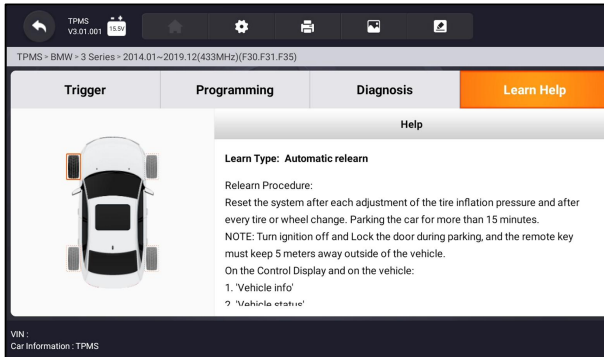 TPMS
V3.01.001
15.5V
TPMS > BMW > 3 Series > 2014.01~2019.12(433MHz)(F30.F31.F35)
Trigger
Programming
Diagnosis
Learn Help
Help
Learn Type: Automatic relearn
Relearn Procedure:
Reset the system after each adjustment of the tire inflation pressure and after
every tire or wheel change. Parking the car for more than 15 minutes.
NOTE: Turn ignition off and Lock the door during parking, and the remote key
must keep 5 meters away outside of the vehicle.
On the Control Display and on the vehicle:
1. 'Vehicle info'
2. 'Vehicle status'
VIN :
Car Information : TPMS